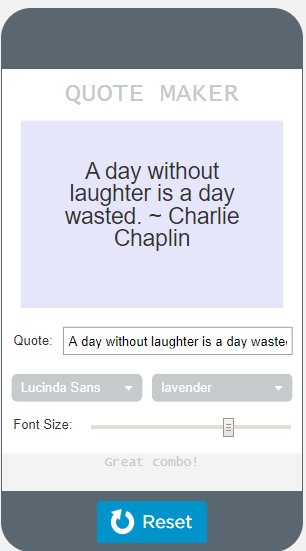 QUOTE MAKER
A day without
laughter is a day
wasted. ~ Charlie
Chaplin
Quote: A day without laughter is a day waste
Lucinda Sans lavender
Font Size:
Great combo!
Reset